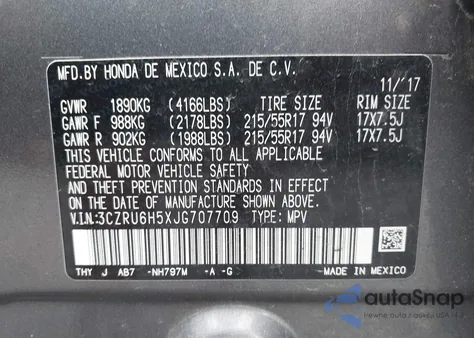 MFD.BY HONDA DE MEXICO S.A. DE C.V.
11/'17
GVWR 1890KG (4166LBS) TIRE SIZE RIM SIZE
GAWR F 988KG (2178LBS) 215/55R17 94V 17X7.5J
GAWR R 902KG (1988LBS) 215/55R17 94V 17X7.5J
THIS VEHICLE CONFORMS TO ALL APPLICABLE
FEDERAL MOTOR VEHICLE SAFETY
AND THEFT PREVENTION STANDARDS IN EFFECT
ON THE DATE OF MANUFACTURE SHOWN ABOVE.
V.I.N:3CZRU6H5XJG707709 TYPE: MPV
THY J AB7 -NH797M -A -G
autoSnap